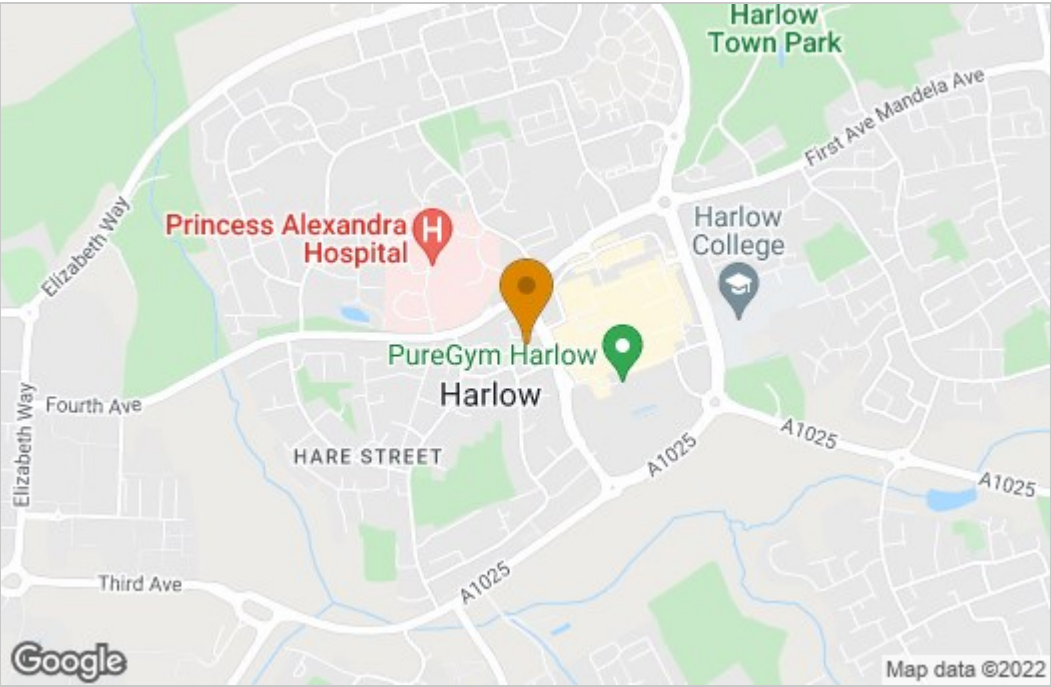 Harlow
Town Park
First Ave Mandela Ave
Elizabeth Way
Princess Alexandra
Hospital
H
Harlow
College
PureGym Harlow
Harlow
Elizabeth Way
Fourth Ave
HARE STREET
A1025
A1025
A1025
Third Ave
A1025
Google
Map data ©2022